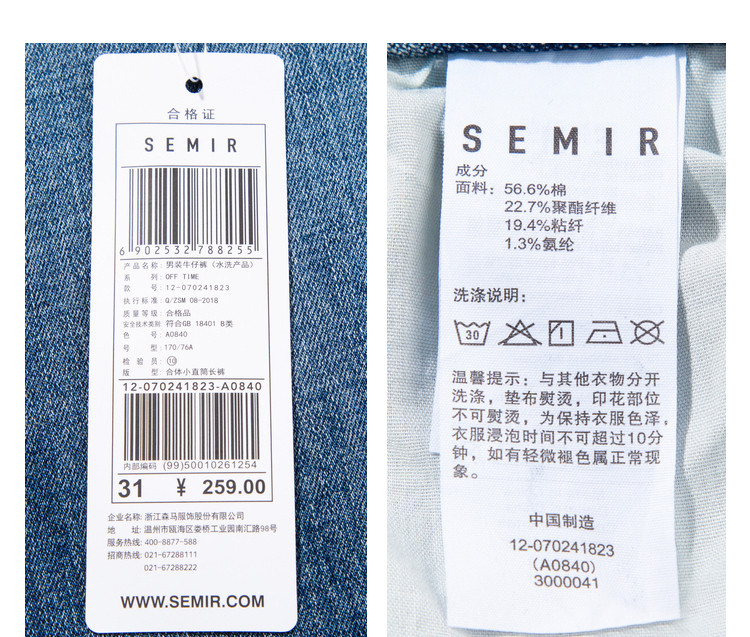 合格证
SEMIR
6 902532 788255
产品名称: 男装牛仔裤（水洗产品）
系 列: OFF TIME
款 号: 12-070241823
执行标准: Q/ZSM 08-2018
质量等级: 合格品
安全技术类别: 符合GB 18401 B类
色 号: A0840
号 型: 170/76A
检 验 员: ⑩
版 型: 合体小直筒长裤
12-070241823-A0840
内部编码 (99)50010261254
31 ¥ 259.00
企业名称: 浙江森马服饰股份有限公司
地 址: 温州市瓯海区娄桥工业园南汇路98号
服务热线: 400-8877-588
招商热线: 021-67288111
021-67288222
WWW.SEMIR.COM
SEMIR
成分
面料: 56.6%棉
22.7%聚酯纤维
19.4%粘纤
1.3%氨纶
洗涤说明:
30
温馨提示: 与其他衣物分开
洗涤, 垫布熨烫, 印花部位
不可熨烫, 为保持衣服色泽,
衣服浸泡时间不可超过10分
钟, 如有轻微褪色属正常现
象。
中国制造
12-070241823
(A0840)
3000041